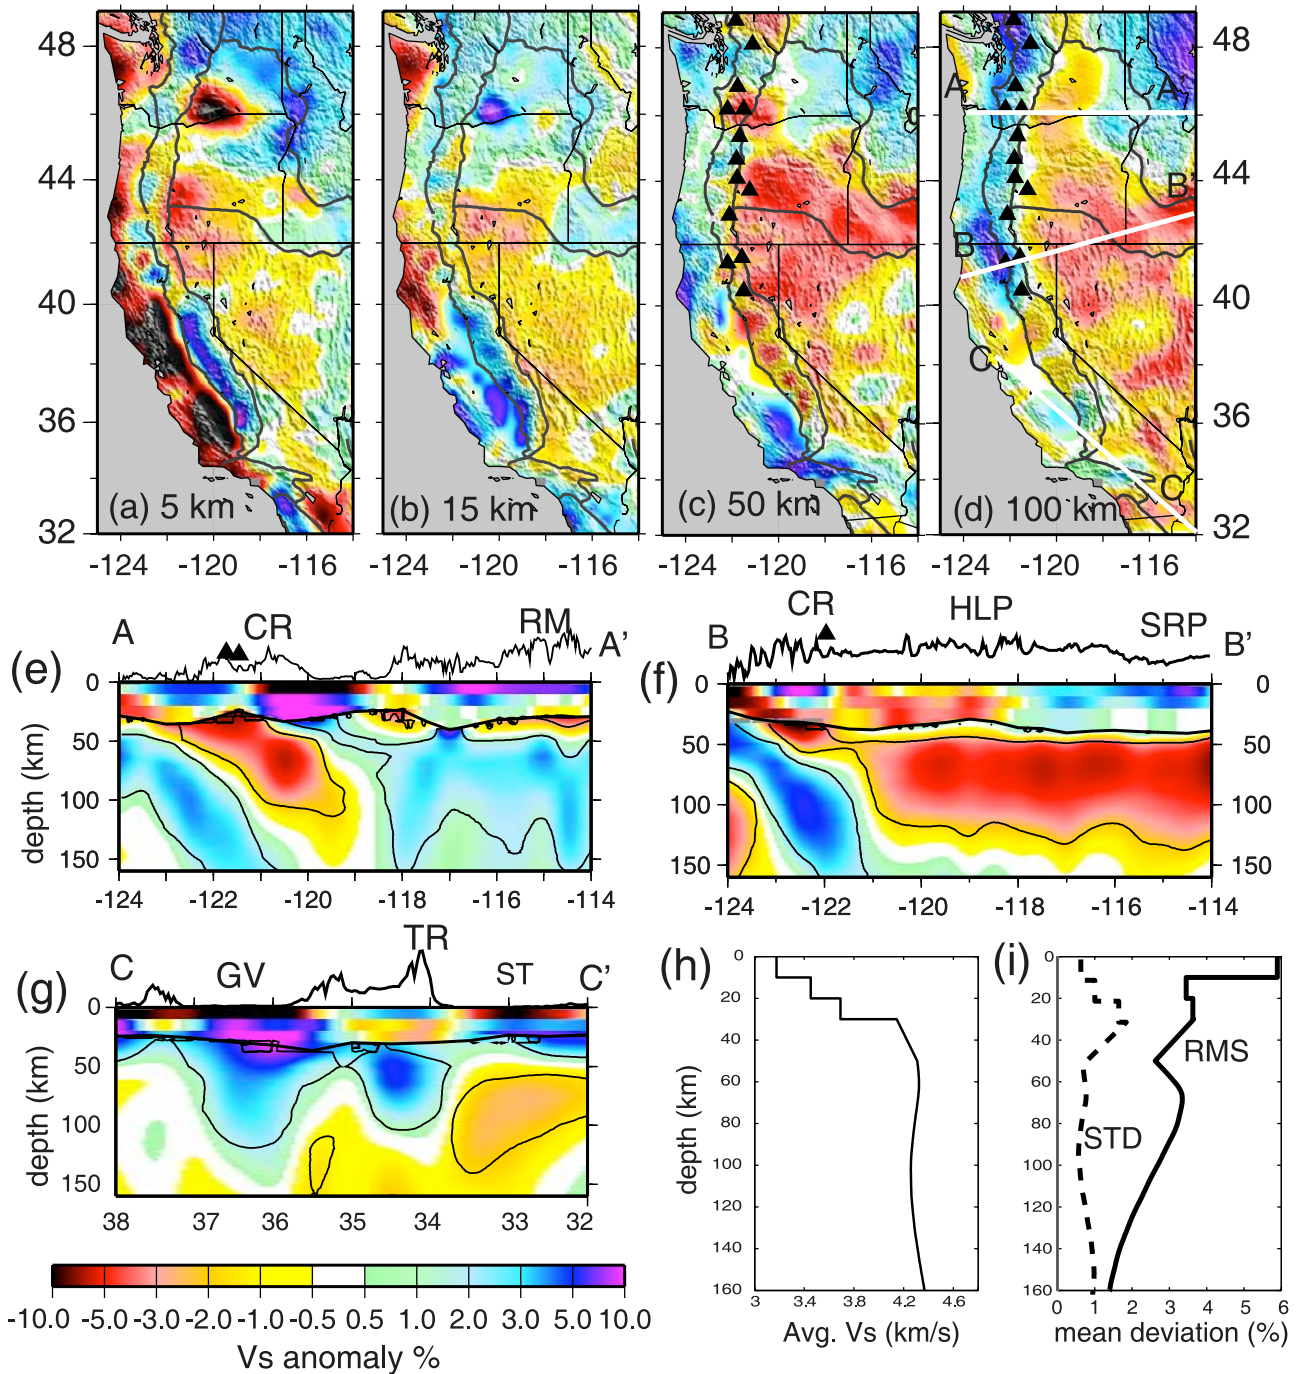 48
44
40
36
32
(a) 5 km
(b) 15 km
(c) 50 km
(d) 100 km
A
A'
B
B'
C
C'
48
44
40
36
32
-124 -120 -116
-124 -120 -116
-124 -120 -116
-124 -120 -116
(e)
A
CR
RM
A'
0
50
100
150
depth (km)
-124 -122 -120 -118 -116 -114
(f)
B
CR
HLP
SRP
B'
0
50
100
150
0
50
100
150
-124 -122 -120 -118 -116 -114
(g)
C
GV
TR
ST
C'
0
50
100
150
depth (km)
38 37 36 35 34 33 32
-10.0 -5.0 -3.0 -2.0 -1.0 -0.5 0.5 1.0 2.0 3.0 5.0 10.0
Vs anomaly %
(h)
0
20
40
60
80
100
120
140
160
depth (km)
3 3.4 3.8 4.2 4.6
Avg. Vs (km/s)
(i)
0
20
40
60
80
100
120
140
160
RMS
STD
0 1 2 3 4 5 6
mean deviation (%)